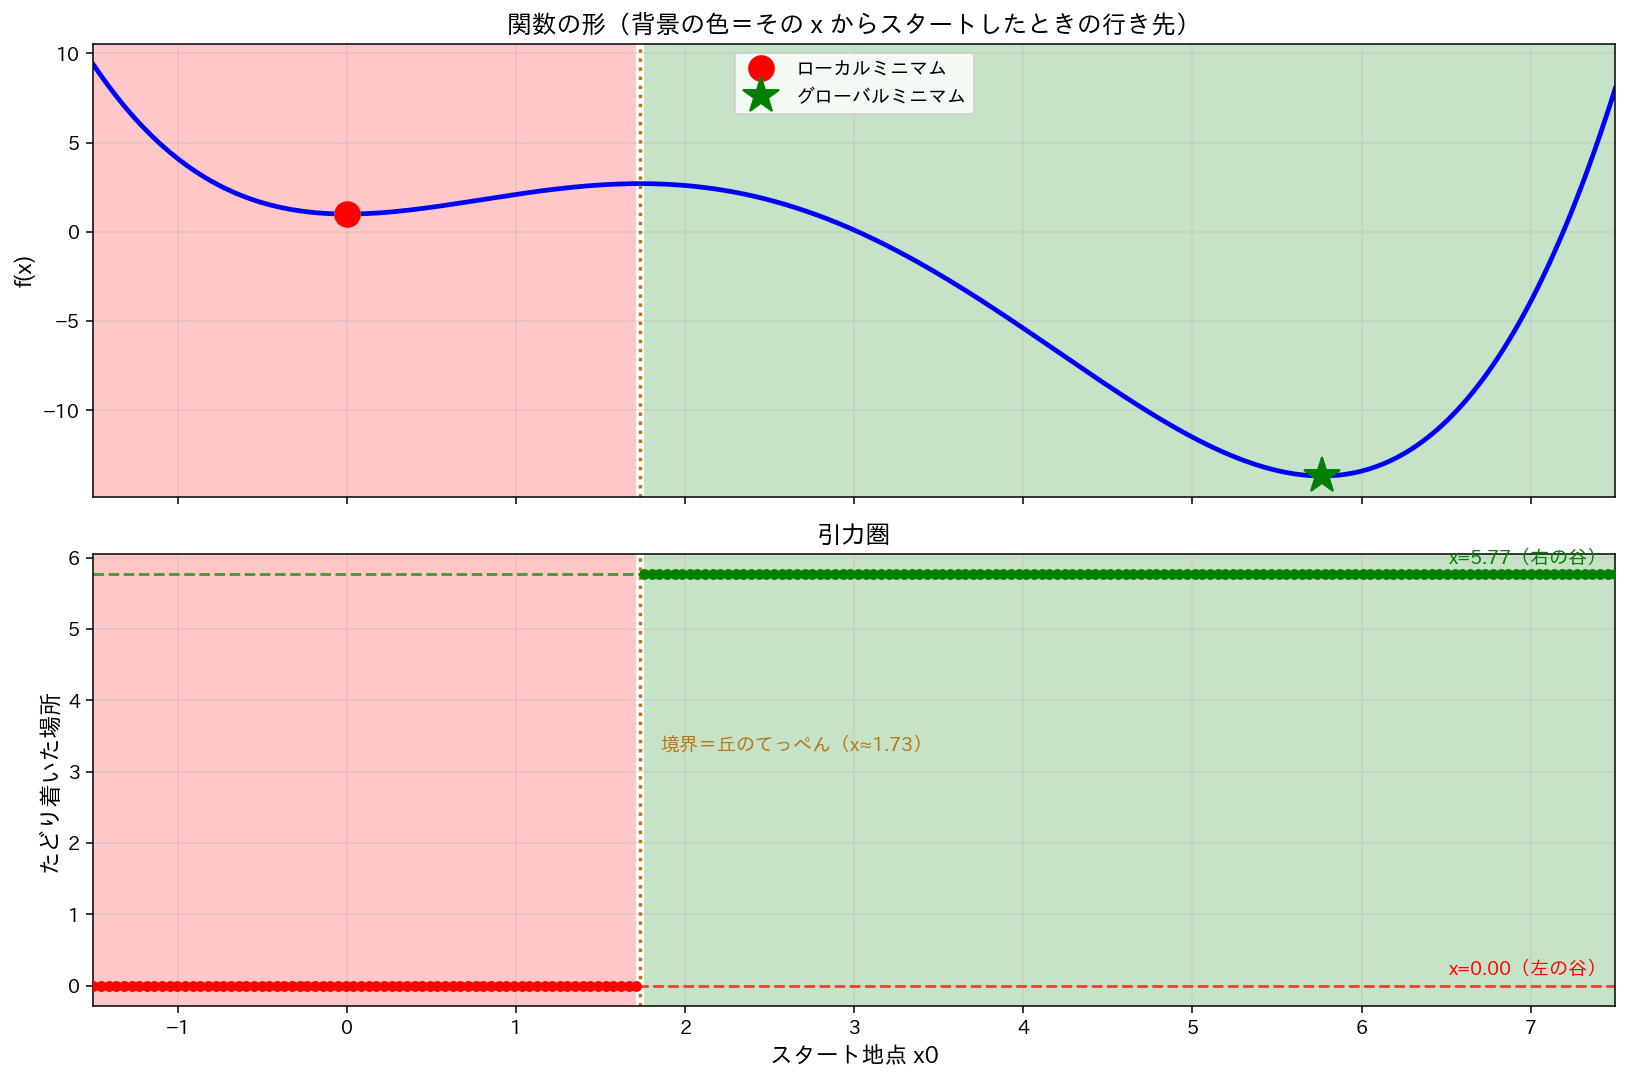 関数の形（背景の色＝その x からスタートしたときの行き先）
ローカルミニマム
グローバルミニマム
f(x)
10
5
0
−5
−10
引力圏
x=5.77（右の谷）
境界＝丘のてっぺん（x≈1.73）
x=0.00（左の谷）
たどり着いた場所
6
5
4
3
2
1
0
−1
0
1
2
3
4
5
6
7
スタート地点 x0